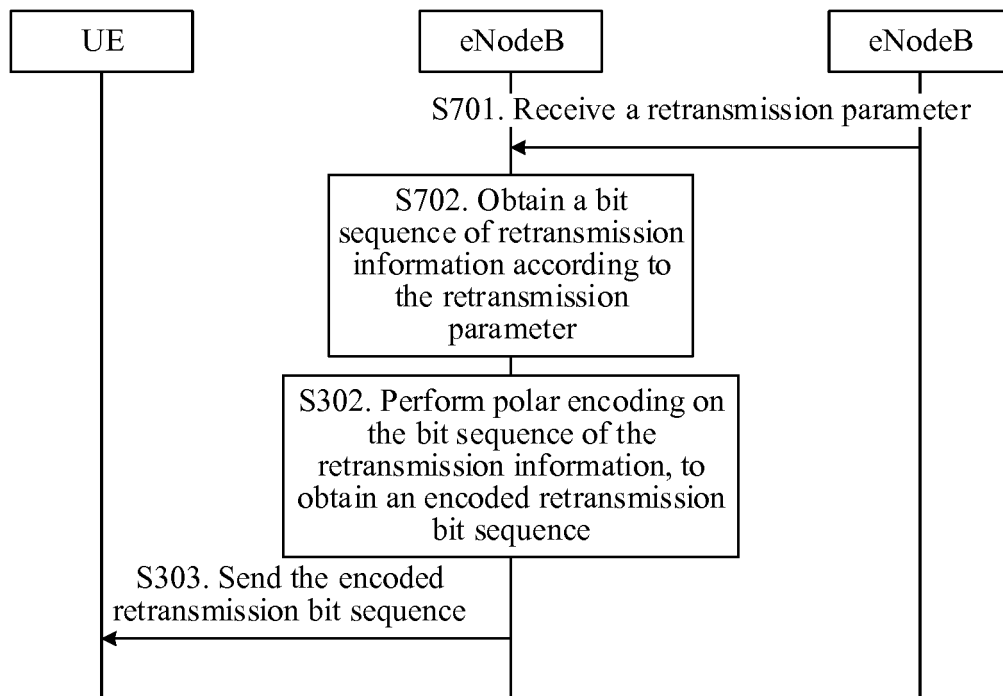 UE
eNodeB
eNodeB
S701. Receive a retransmission parameter
S702. Obtain a bit
sequence of retransmission
information according to
the retransmission
parameter
S302. Perform polar encoding on
the bit sequence of the
retransmission information, to
obtain an encoded retransmission
bit sequence
S303. Send the encoded
retransmission bit sequence